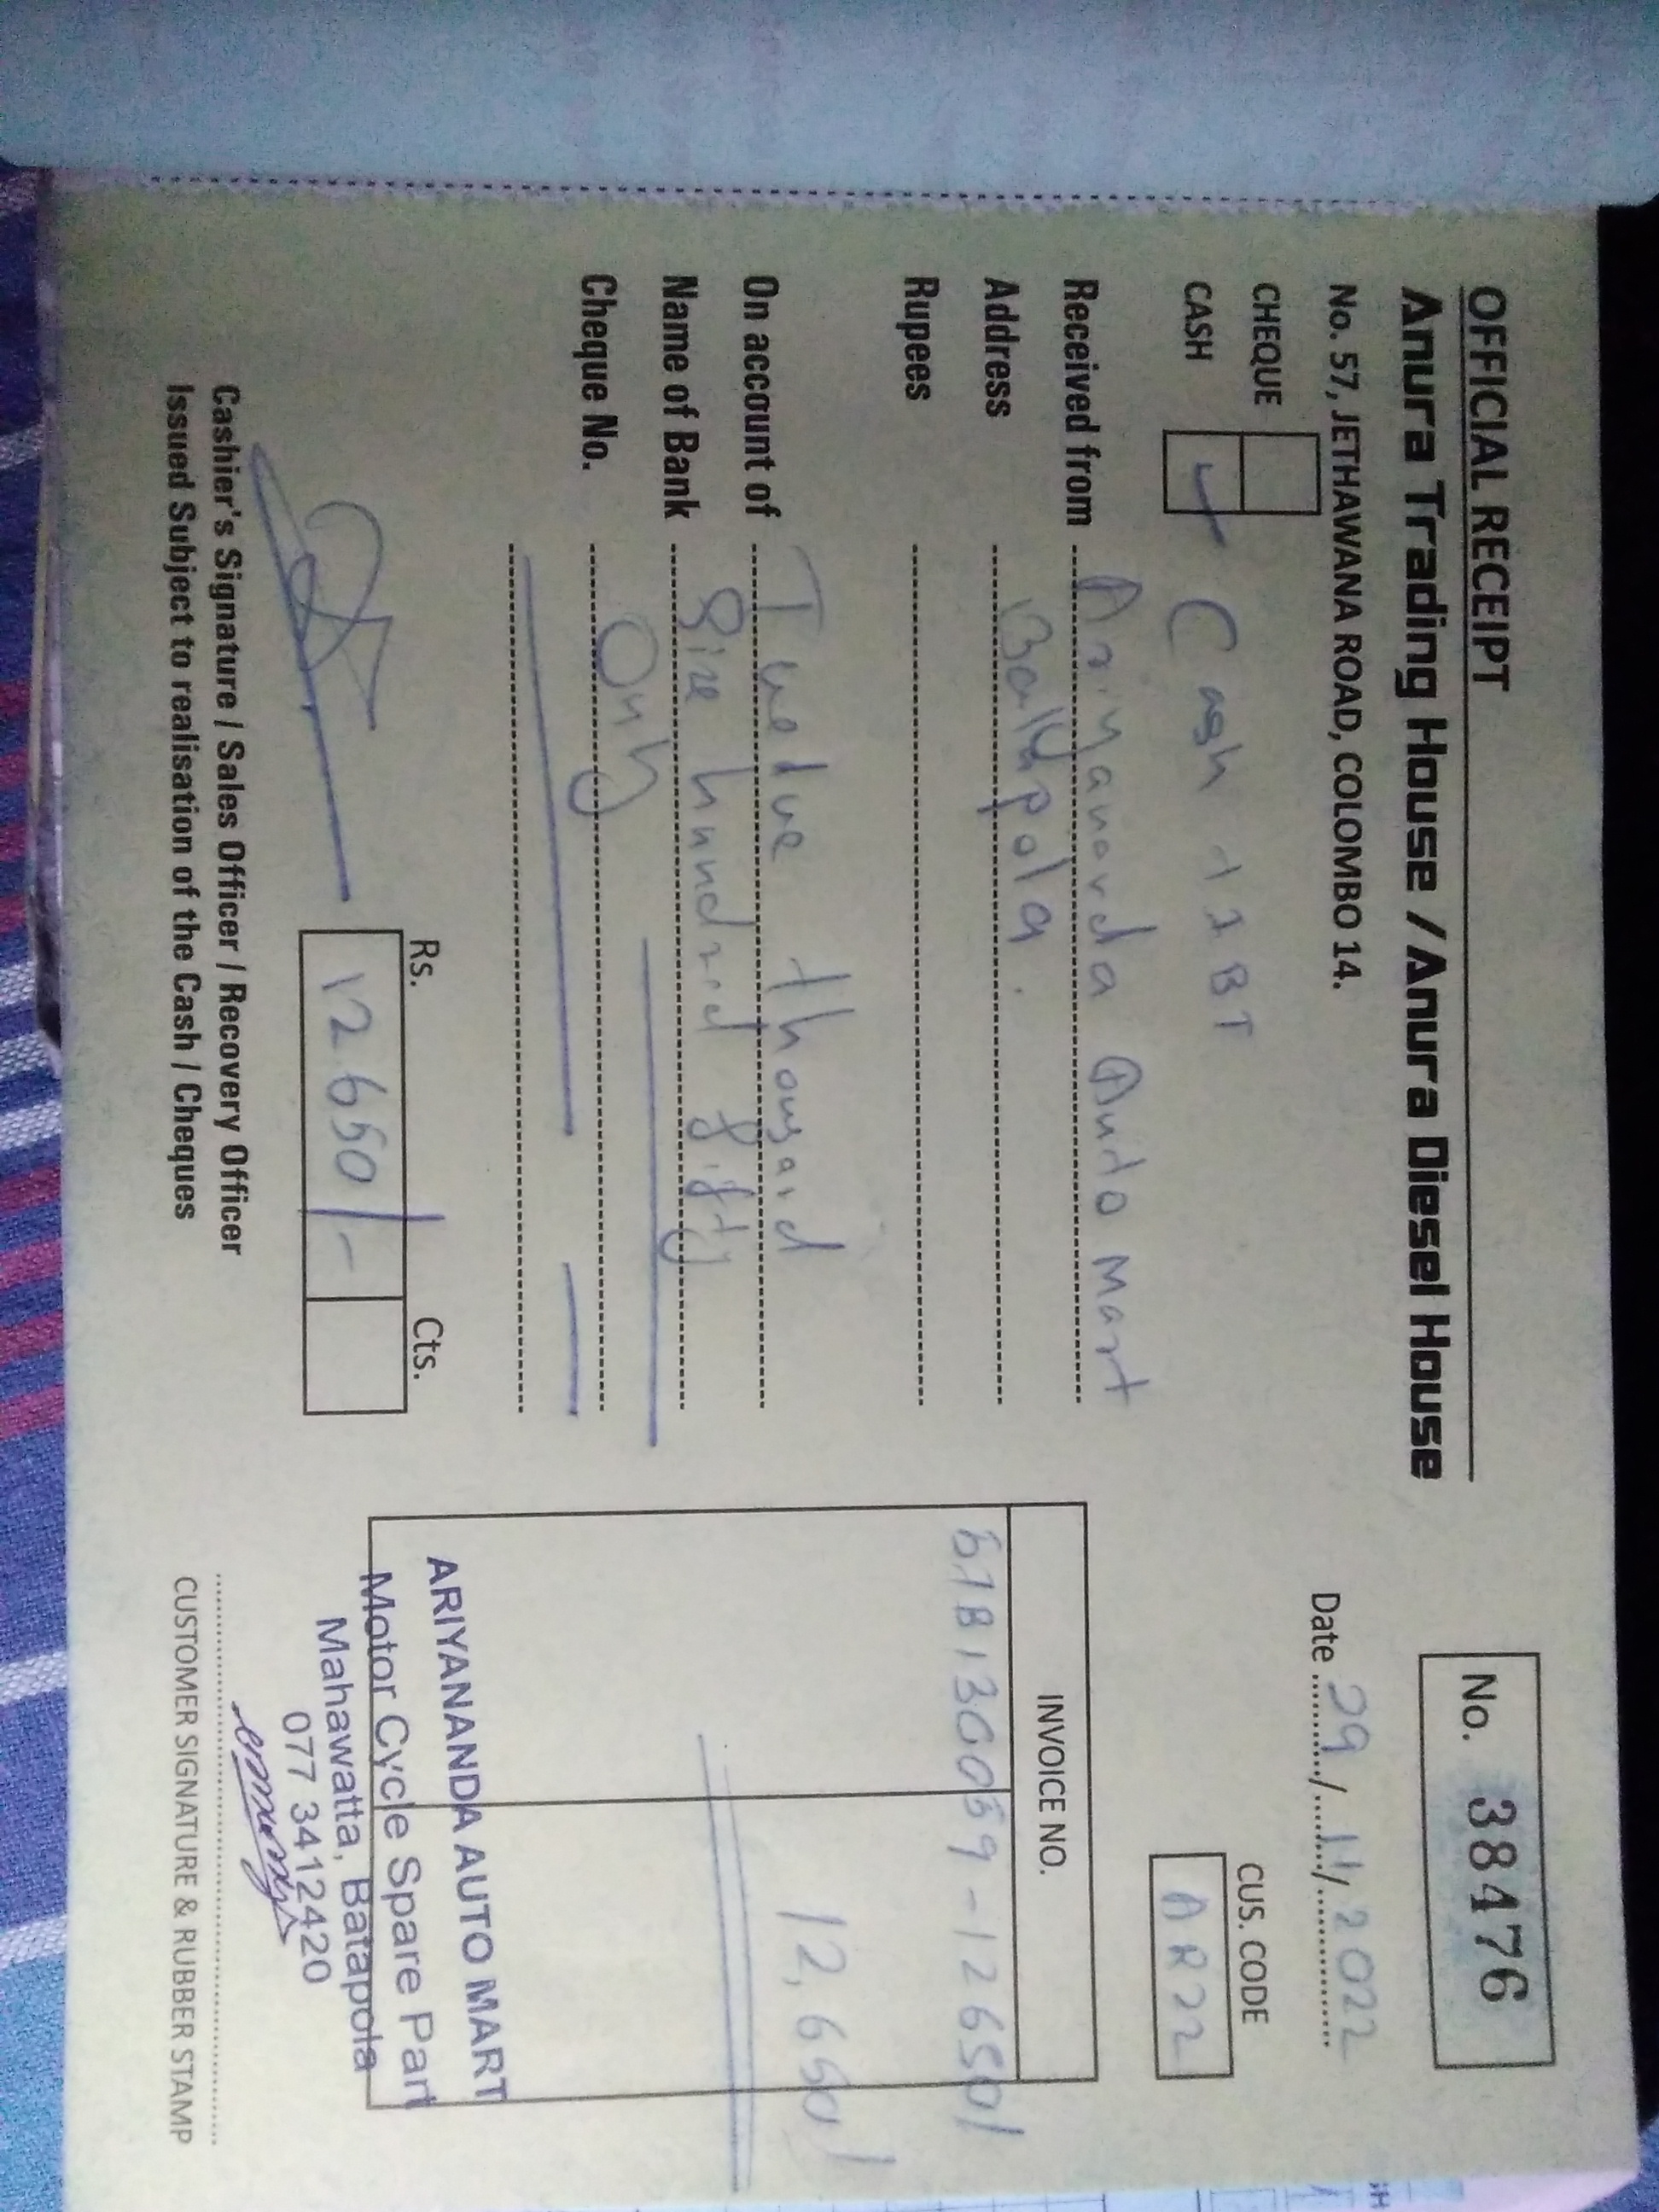 OFFICIAL RECEIPT
Anura Trading House / Anura Diesel House
No. 57, JETHAWANA ROAD, COLOMBO 14.
No. 38476
Date 29/11/2022
CHEQUE
CASH ✓ Cash
CUS. CODE
AR22
Received from Ariyananda Auto Mart
Address
Rupees
On account of Twelve thousand
Name of Bank Size hundred fifty
Cheque No. Only
INVOICE NO.
-12650/
12,650/
Rs. Cts.
12650/-
ARIYANANDA AUTO MART
Motor Cycle Spare Part
Mahawatta, Batapola
077 3412420
Cashier's Signature / Sales Officer / Recovery Officer
Issued Subject to realisation of the Cash / Cheques
CUSTOMER SIGNATURE & RUBBER STAMP